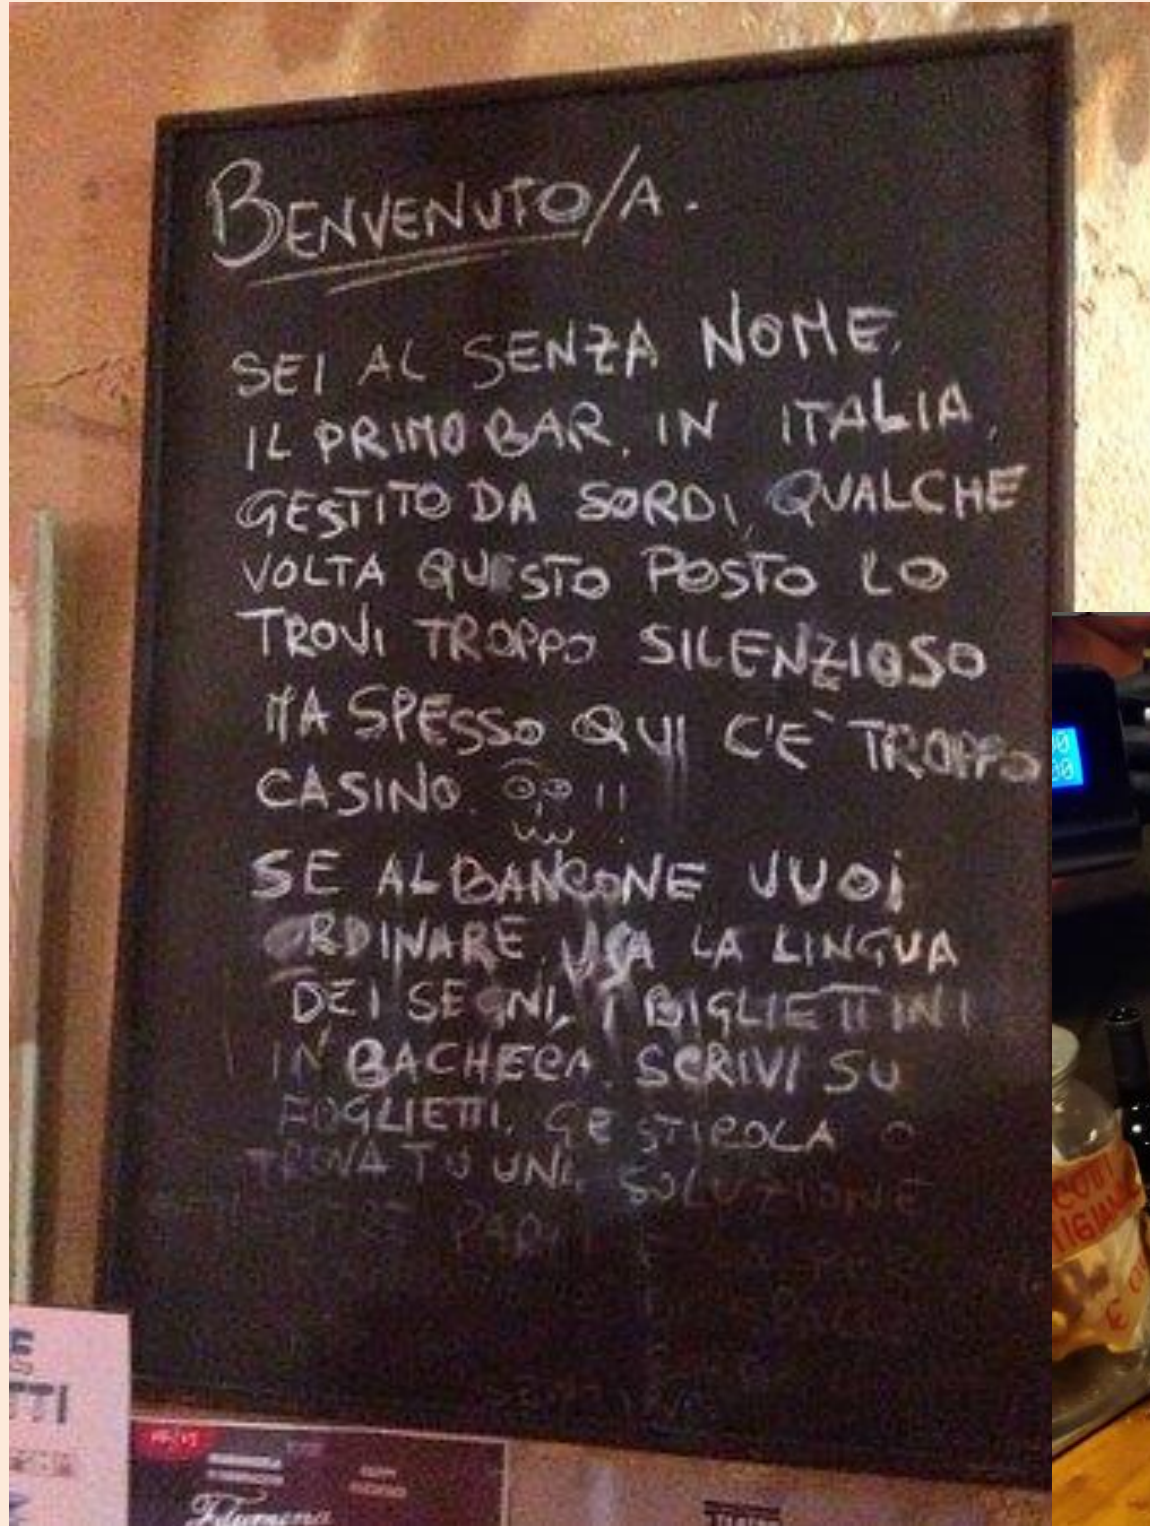 BENVENUTO/A.
SEI AL SENZA NOME,
IL PRIMO BAR, IN ITALIA,
GESTITO DA SORDI, QUALCHE
VOLTA QUESTO POSTO LO
TROVI TROPPO SILENZIOSO
MA SPESSO QUI C'E` TROPPO
CASINO. !!
SE AL BANCONE VUOI
ORDINARE, USA LA LINGUA
DEI SEGNI, I BIGLIETTINI
IN BACHECA, SCRIVI SU
FOGLIETTI, GESTICOLA O
TROVA TU UNA SOLUZIONE
Filumena